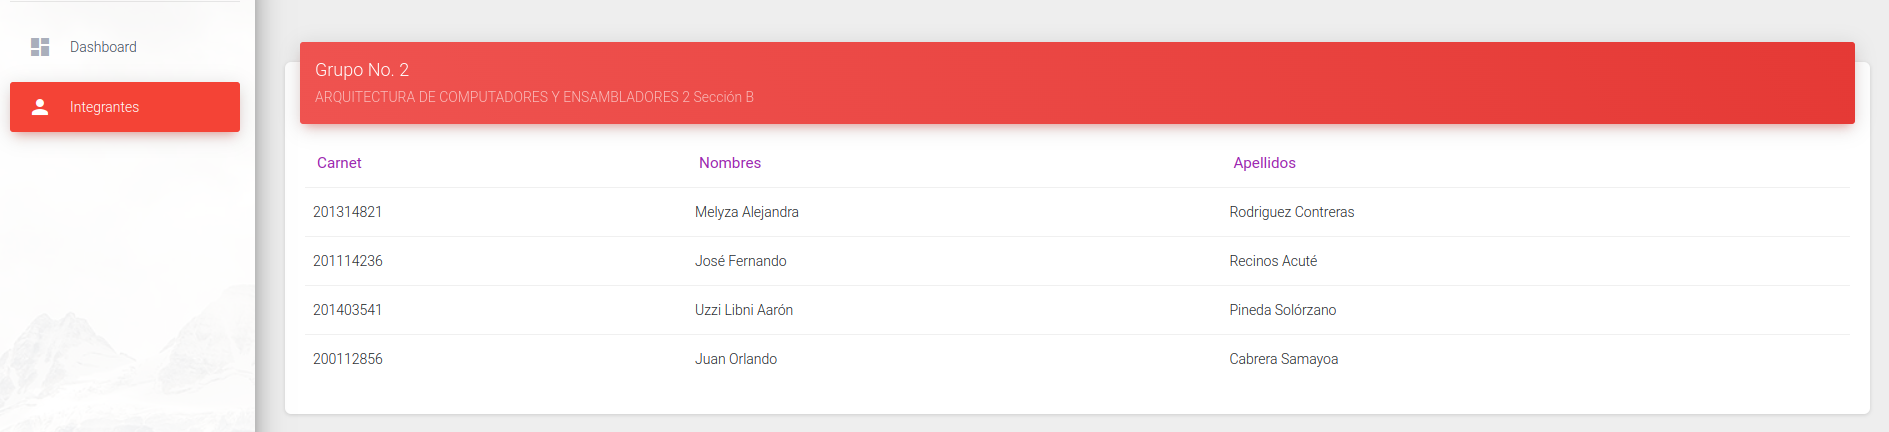 Dashboard
Integrantes
Grupo No. 2
ARQUITECTURA DE COMPUTADORES Y ENSAMBLADORES 2 Sección B
Carnet Nombres Apellidos
201314821 Melyza Alejandra Rodriguez Contreras
201114236 José Fernando Recinos Acuté
201403541 Uzzi Libni Aarón Pineda Solórzano
200112856 Juan Orlando Cabrera Samayoa